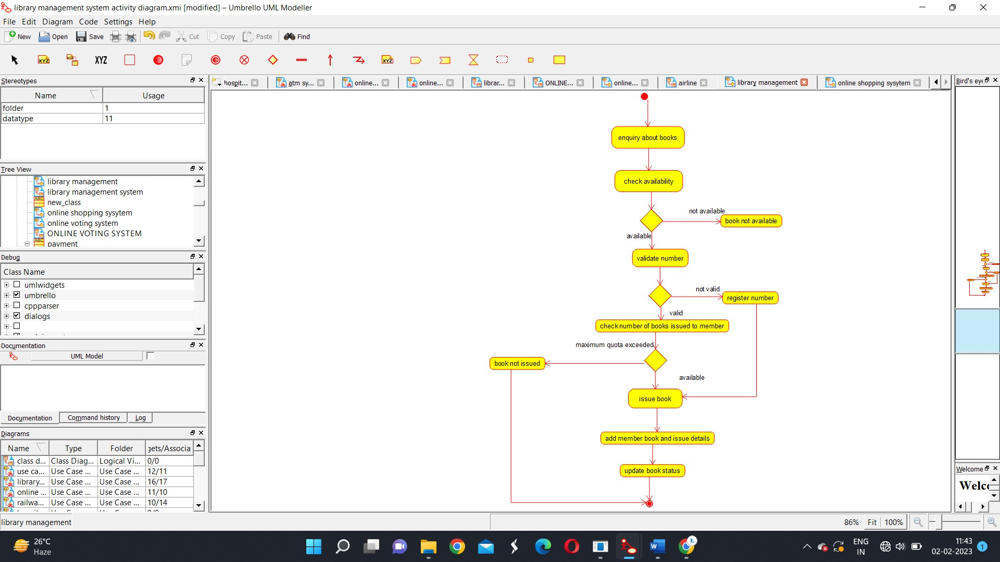 library management system activity diagram.xmi [modified] – Umbrello UML Modeller
File Edit Diagram Code Settings Help
New Open Save Cut Copy Paste Find
XYZ XYZ XYZ XYZ
Stereotypes
Name Usage
folder 1
datatype 11
Tree View
library management
library management system
new_class
online shopping sysytem
online voting system
ONLINE VOTING SYSTEM
payment
Debug
Class Name
umlwidgets
umbrello
cppparser
dialogs
Documentation
UML Model
Documentation Command history Log
Diagrams
Name Type Folder gets/Associa
class d... Class Diag... Logical Vi... 0/0
use ca... Use Case ... Use Case ... 12/11
library... Use Case ... Use Case ... 16/17
online ... Use Case ... Use Case ... 11/10
railwa... Use Case ... Use Case ... 10/14
hospit... atm sy... online... online... librar... ONLINE... online... airline library management online shopping sysytem
enquiry about books
check availability
not available
book not available
available
validate number
not valid
register number
valid
check number of books issued to member
maximum quota exceeded
book not issued
available
issue book
add member book and issue details
update book status
Bird's eye
Welcome
Welco
library management
86% Fit 100%
26°C
Haze
ENG
IN
11:43
02-02-2023
1